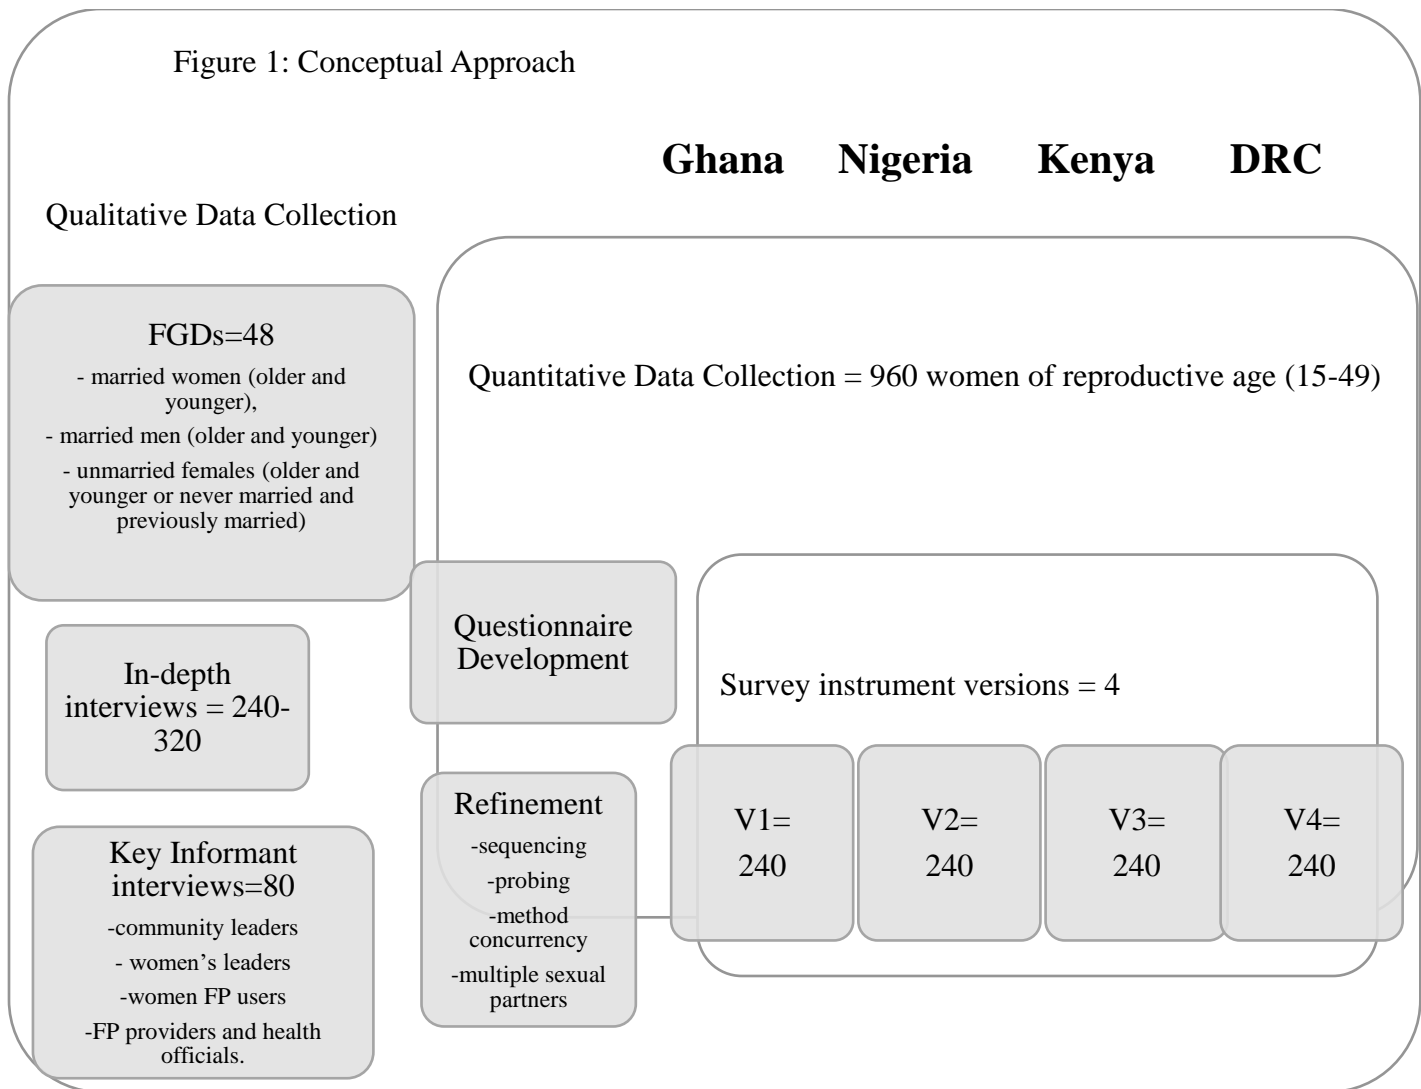 Figure 1: Conceptual Approach
Ghana Nigeria Kenya DRC
Qualitative Data Collection
FGDs=48
- married women (older and
younger),
- married men (older and younger)
- unmarried females (older and
younger or never married and
previously married)
Quantitative Data Collection = 960 women of reproductive age (15-49)
Questionnaire
Development
In-depth
interviews = 240-
320
Survey instrument versions = 4
Refinement
-sequencing
-probing
-method
concurrency
-multiple sexual
partners
V1=
240
V2=
240
V3=
240
V4=
240
Key Informant
interviews=80
-community leaders
- women’s leaders
-women FP users
-FP providers and health
officials.